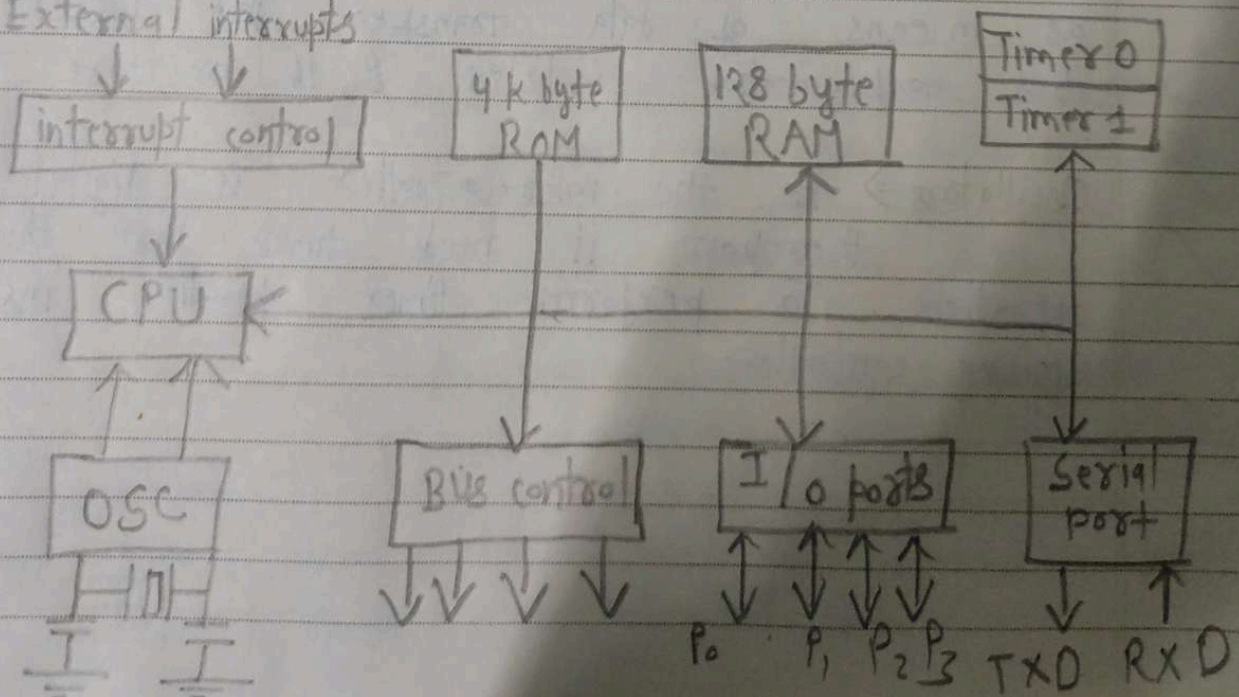 External interrupts
interrupt control
4k byte
ROM
128 byte
RAM
Timer 0
Timer 1
CPU
OSC
Bus control
I/o ports
Serial
port
P0 P1 P2 P3
TXD RXD